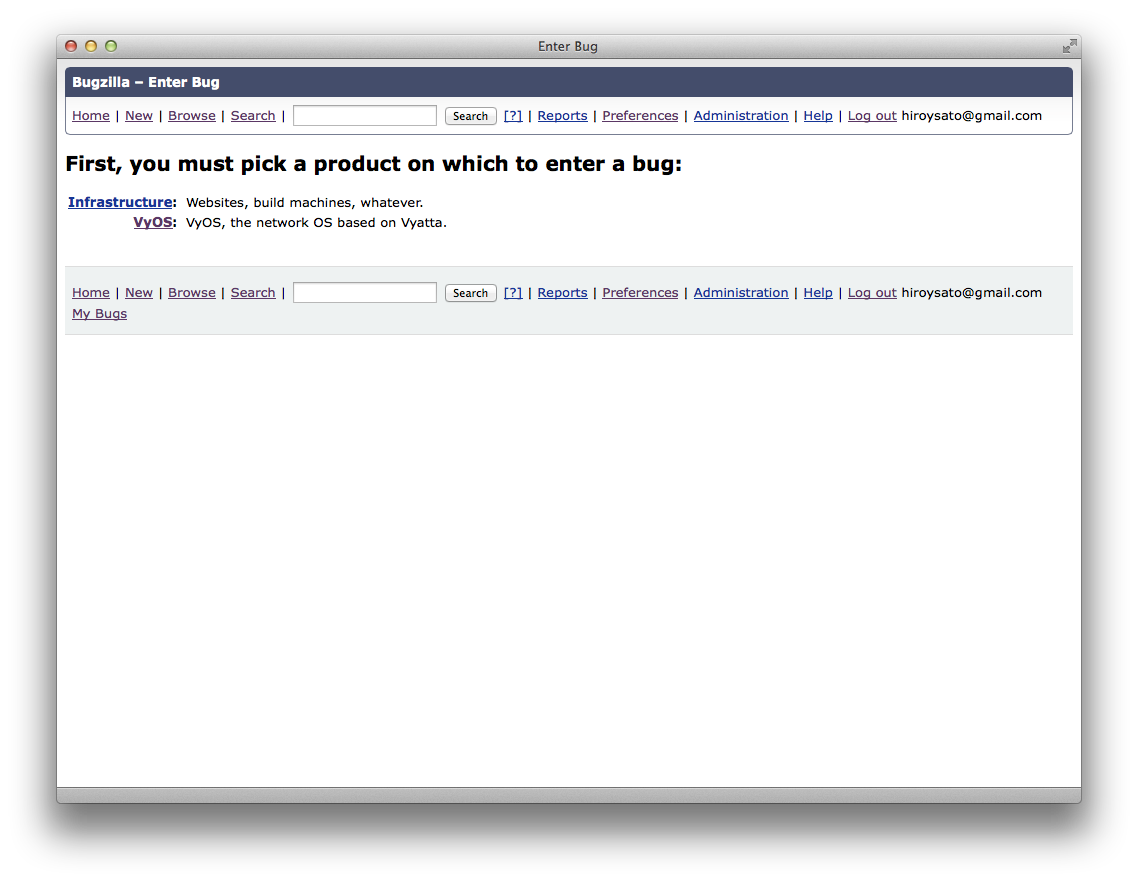 Enter Bug
Bugzilla – Enter Bug
Home | New | Browse | Search | Search [?] | Reports | Preferences | Administration | Help | Log out hiroysato@gmail.com
First, you must pick a product on which to enter a bug:
Infrastructure: Websites, build machines, whatever.
VyOS: VyOS, the network OS based on Vyatta.
Home | New | Browse | Search | Search [?] | Reports | Preferences | Administration | Help | Log out hiroysato@gmail.com
My Bugs